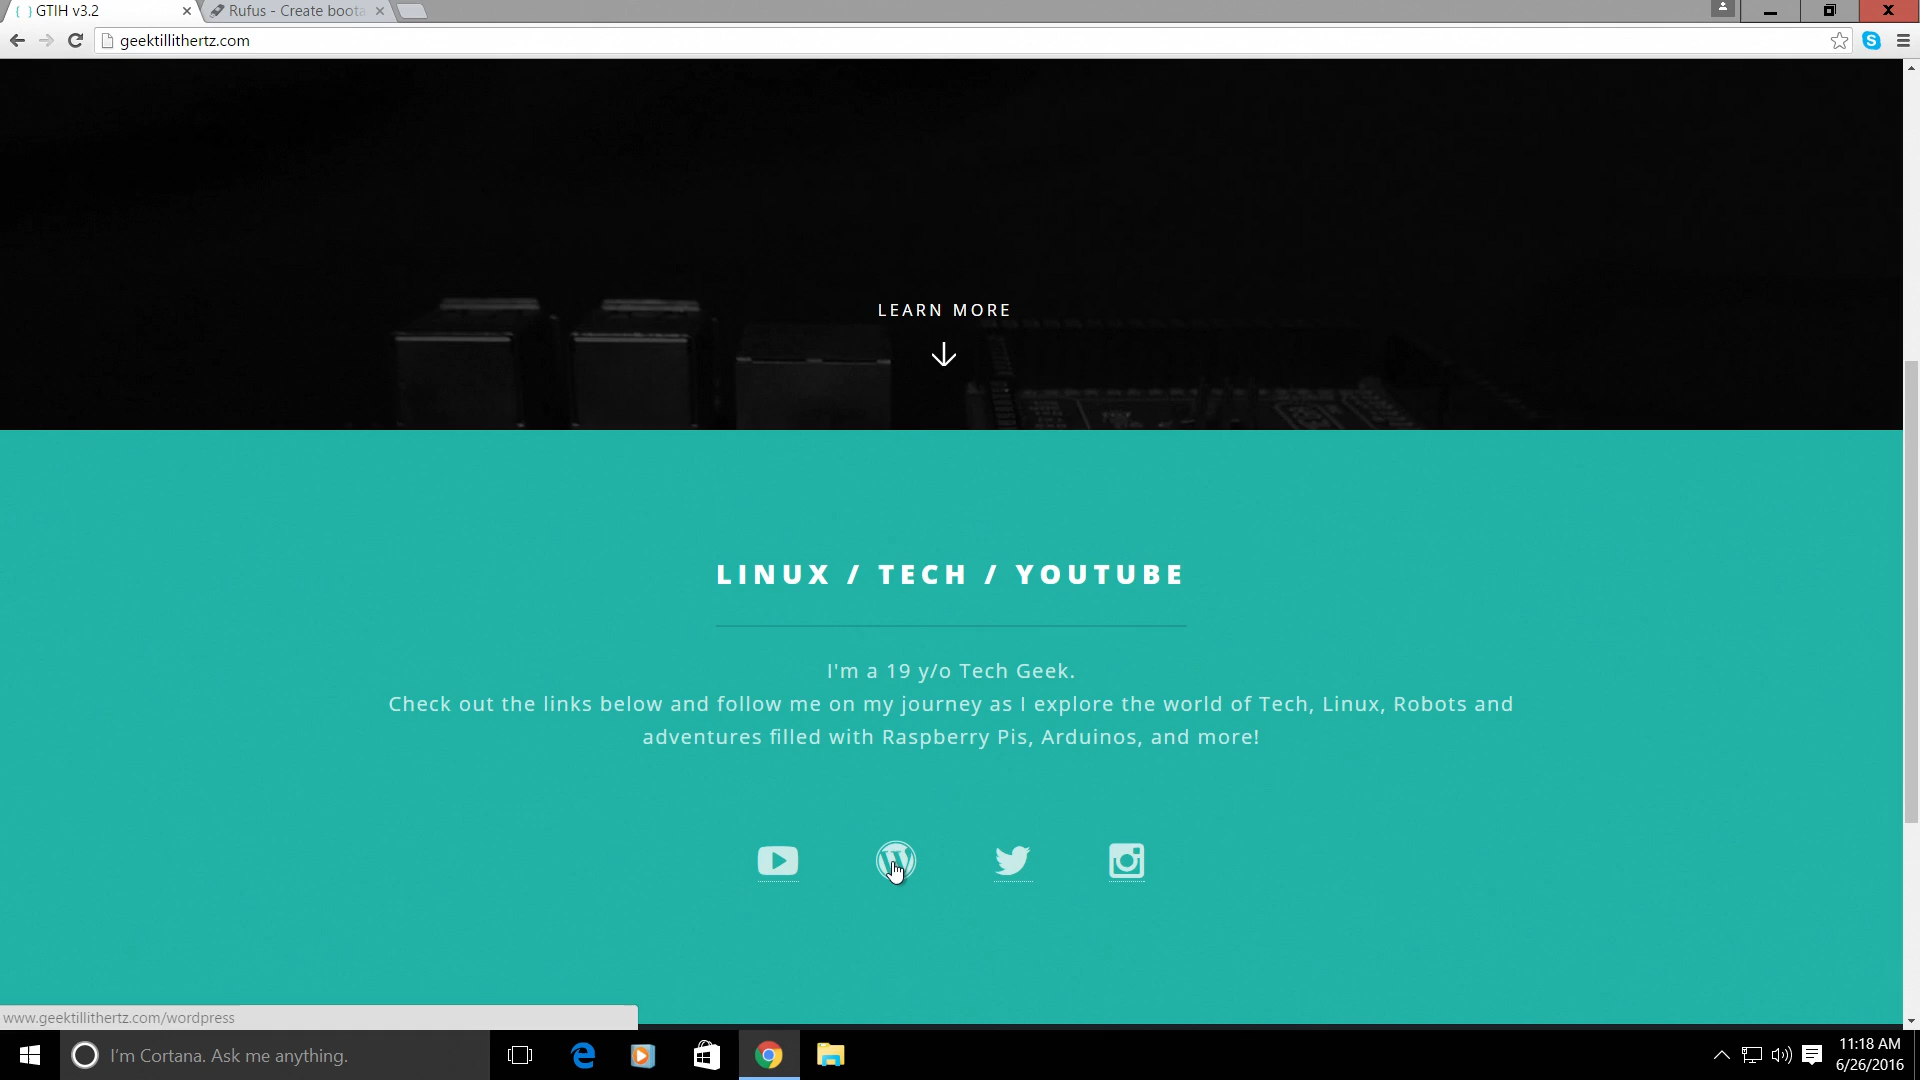 GTIH v3.2
Rufus - Create boota
geektillithertz.com
LEARN MORE
LINUX / TECH / YOUTUBE
I'm a 19 y/o Tech Geek.
Check out the links below and follow me on my journey as I explore the world of Tech, Linux, Robots and
adventures filled with Raspberry Pis, Arduinos, and more!
www.geektillithertz.com/wordpress
I'm Cortana. Ask me anything.
11:18 AM
6/26/2016